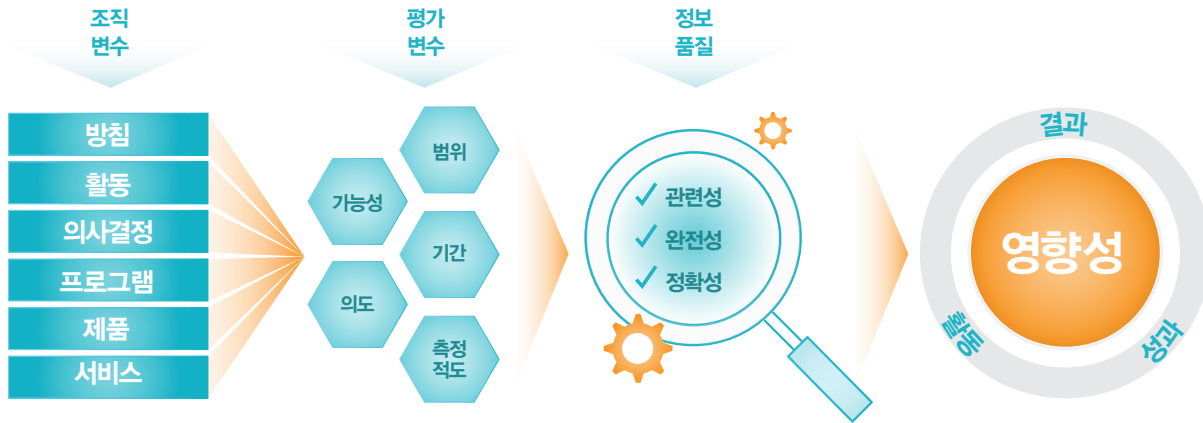 조직
변수
평가
변수
정보
품질
방침
활동
의사결정
프로그램
제품
서비스
범위
가능성
기간
의도
측정
적도
관련성
완전성
정확성
결과
영향성
활동
성과